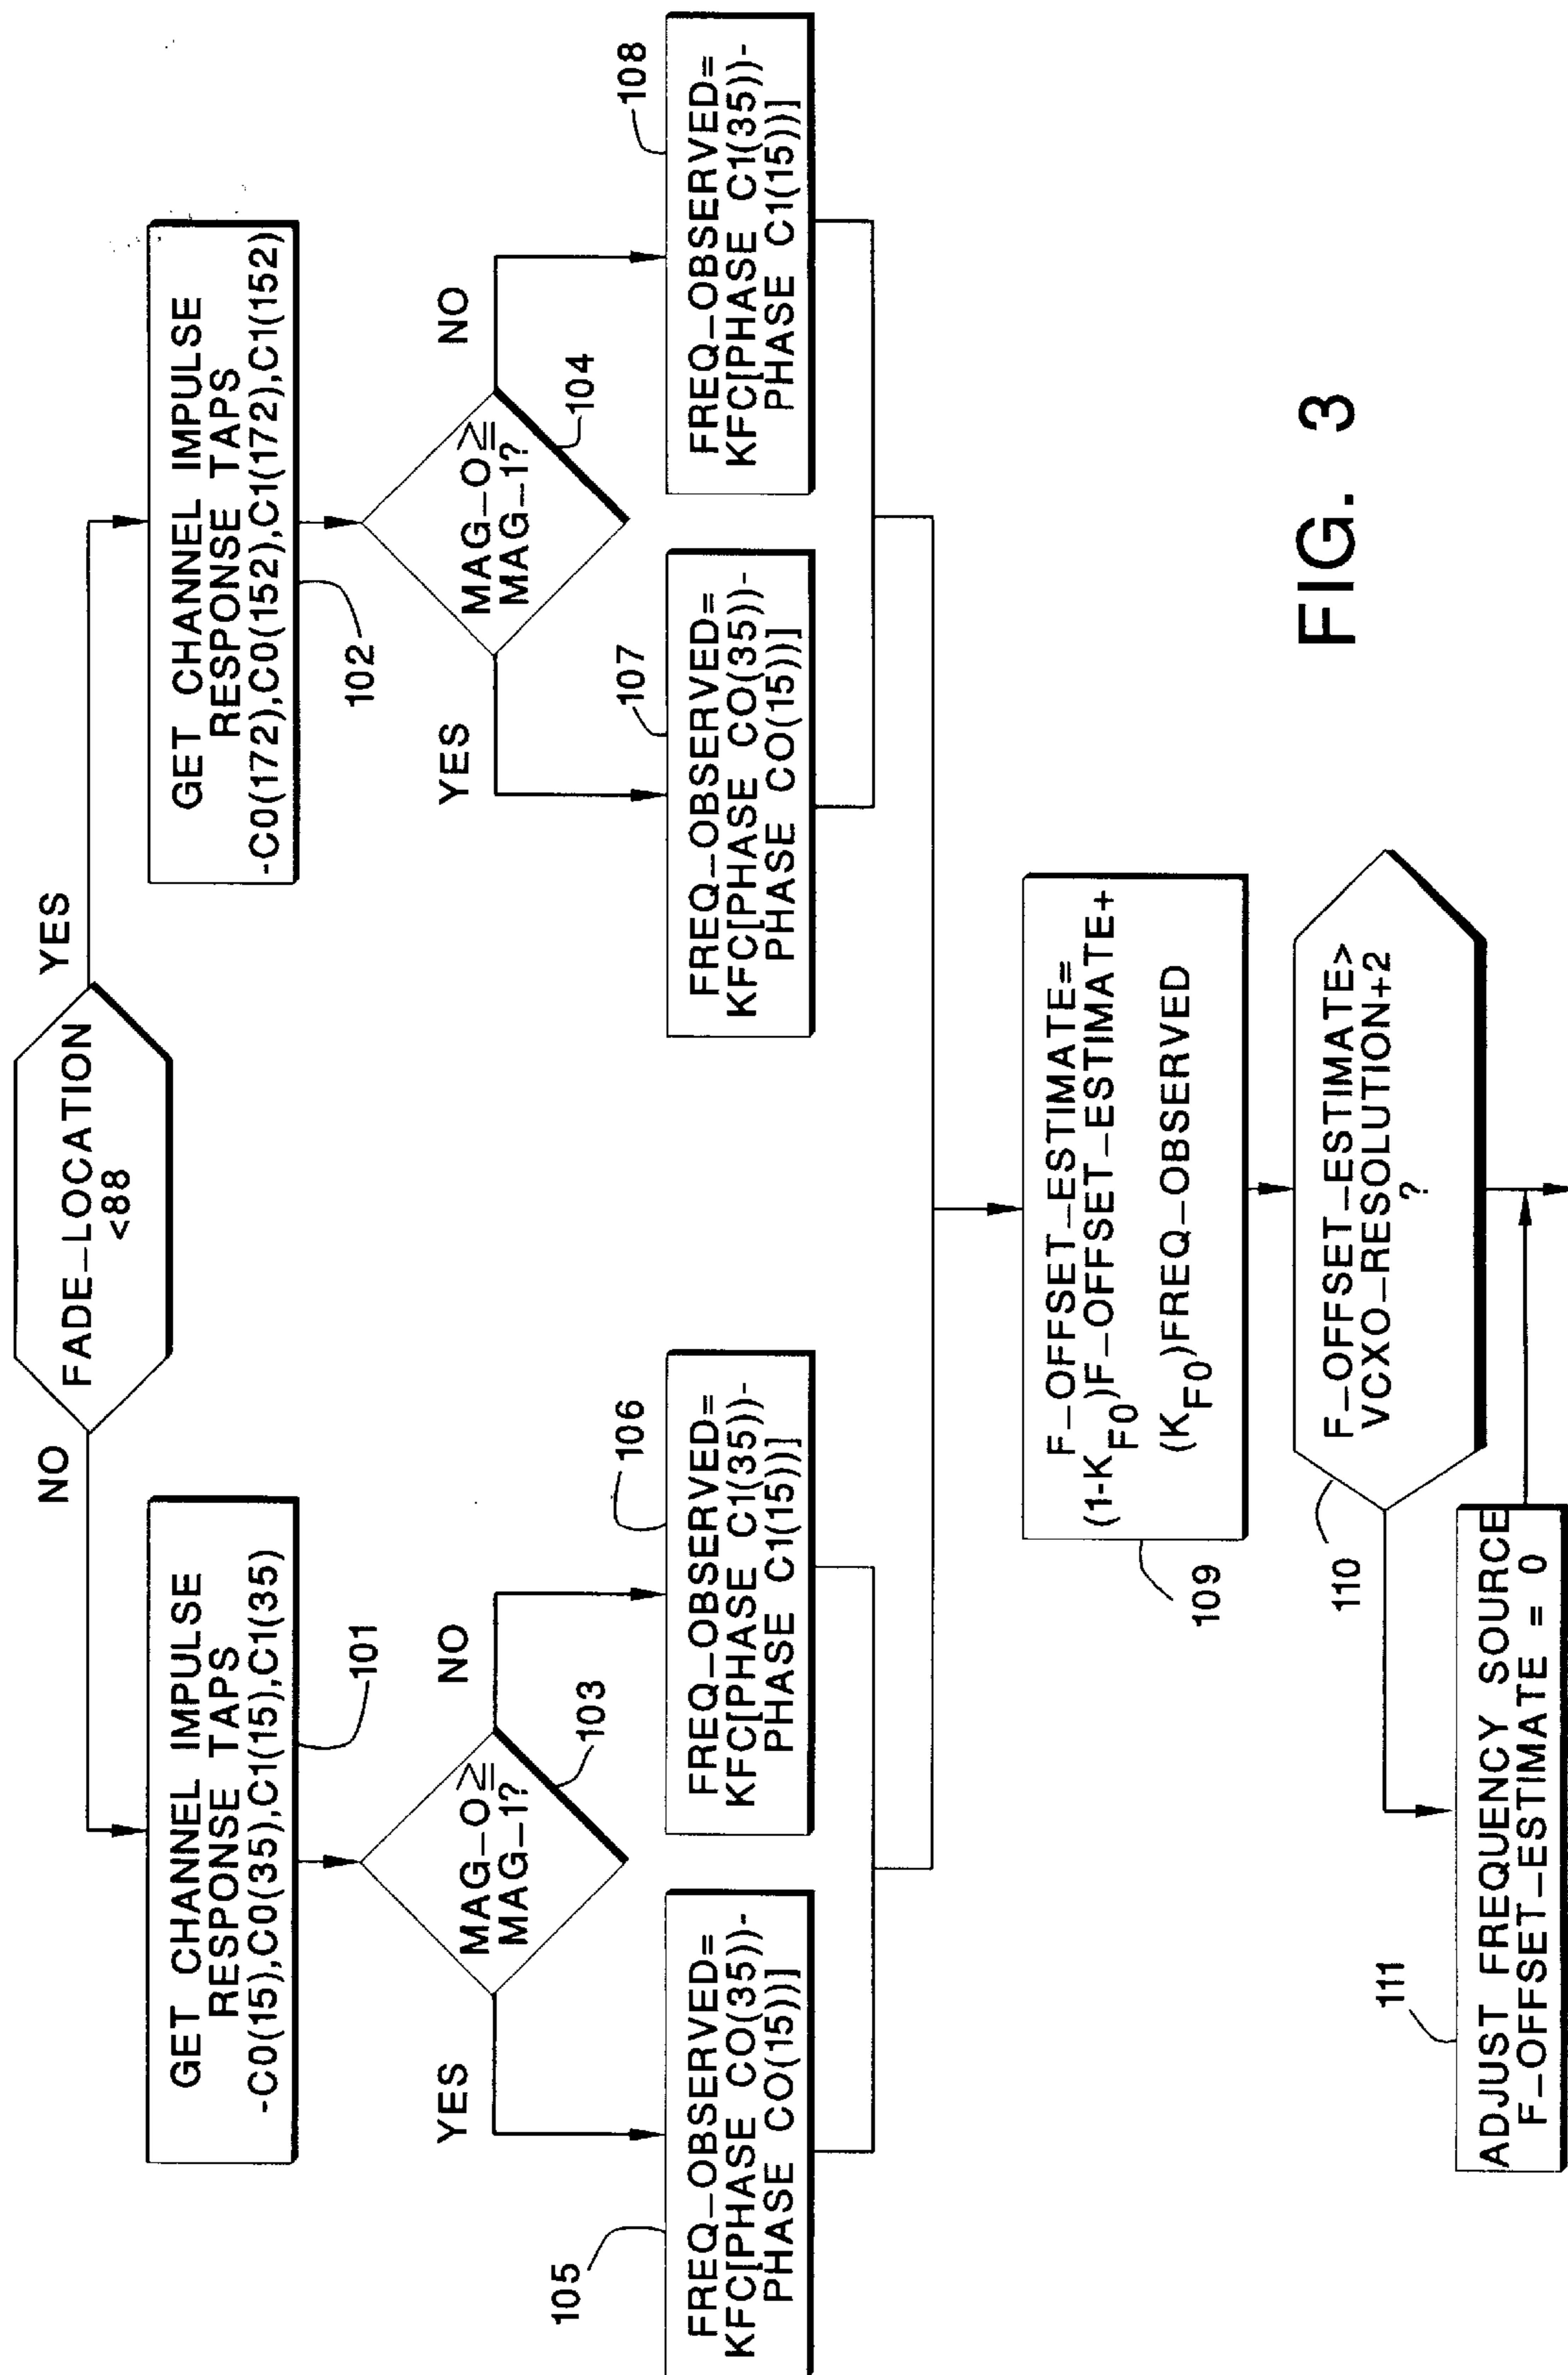 FADE_LOCATION
<88
NO
YES
GET CHANNEL IMPULSE
RESPONSE TAPS
-C0(15),C0(35),C1(15),C1(35)
101
GET CHANNEL IMPULSE
RESPONSE TAPS
-C0(172),C0(152),C1(172),C1(152)
102
YES
MAG_O≧
MAG_1?
NO
103
YES
MAG_O≧
MAG_1?
NO
104
105
FREQ_OBSERVED=
KFC[PHASE CO(35))-
PHASE CO(15))]
106
FREQ_OBSERVED=
KFC[PHASE C1(35))-
PHASE C1(15))]
107
FREQ_OBSERVED=
KFC[PHASE CO(35))-
PHASE CO(15))]
108
FREQ_OBSERVED=
KFC[PHASE C1(35))-
PHASE C1(15))]
109
F_OFFSET_ESTIMATE=
(1-KF0)F_OFFSET_ESTIMATE+
(KF0)FREQ_OBSERVED
110
F_OFFSET_ESTIMATE>
VCXO_RESOLUTION+2
?
111
ADJUST FREQUENCY SOURCE
F_OFFSET_ESTIMATE = 0
FIG. 3